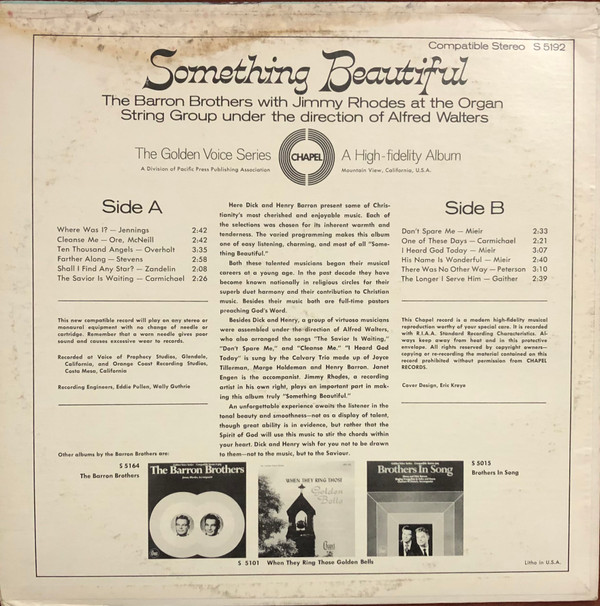 Compatible Stereo S 5192
Something Beautiful
The Barron Brothers with Jimmy Rhodes at the Organ
String Group under the direction of Alfred Walters
The Golden Voice Series
A Division of Pacific Press Publishing Association
CHAPEL
A High-fidelity Album
Mountain View, California, U.S.A.
Side A
Where Was I? — Jennings 2:42
Cleanse Me — Ore, McNeill 2:42
Ten Thousand Angels — Overholt 3:35
Farther Along — Stevens 2:58
Shall I Find Any Star? — Zandelin 2:08
The Savior Is Waiting — Carmichael 2:26
This new compatible record will play on any stereo or
monaural equipment with no change of needle or
cartridge. Remember that a worn needle gives poor
sound and causes excessive wear to records.
Recorded at Voice of Prophecy Studios, Glendale,
California, and Orange Coast Recording Studios,
Costa Mesa, California
Recording Engineers, Eddie Pullen, Wally Guthrie
Here Dick and Henry Barron present some of Chris-
tianity's most cherished and enjoyable music. Each of
the selections was chosen for its inherent warmth and
tenderness. The varied programming makes this album
one of easy listening, charming, and most of all "Some-
thing Beautiful."
Both these talented musicians began their musical
careers at a young age. In the past decade they have
become known nationally in religious circles for their
superb duet harmony and their contribution to Christian
music. Besides their music both are full-time pastors
preaching God's Word.
Besides Dick and Henry, a group of virtuoso musicians
were assembled under the direction of Alfred Walters,
who also arranged the songs "The Savior Is Waiting,"
"Don't Spare Me," and "Cleanse Me." "I Heard God
Today" is sung by the Calvary Trio made up of Joyce
Tillerman, Marge Holdeman and Henry Barron. Janet
Engen is the accompanist. Jimmy Rhodes, a recording
artist in his own right, plays an important part in mak-
ing this album truly "Something Beautiful."
An unforgettable experience awaits the listener in the
tonal beauty and smoothness—not as a display of talent,
though great ability is in evidence, but rather that the
Spirit of God will use this music to stir the chords within
your heart. Dick and Henry wish for you not to be drawn
to them—not to the music, but to the Saviour.
Side B
Don't Spare Me — Mieir 2:33
One of These Days — Carmichael 2:21
I Heard God Today — Mieir 3:07
His Name Is Wonderful — Mieir 2:40
There Was No Other Way — Peterson 3:10
The Longer I Serve Him — Gaither 2:39
This Chapel record is a modern high-fidelity musical
reproduction worthy of your special care. It is recorded
with R.I.A.A. Standard Recording Characteristics. Al-
ways keep away from heat and in this protective
envelope. All rights reserved by copyright owners—
copying or re-recording the material contained on this
record prohibited without permission from CHAPEL
RECORDS.
Cover Design, Eric Kreye
Other albums by the Barron Brothers are:
S 5164
The Barron Brothers
The Barron Brothers
WHEN THEY RING THOSE
Golden
Bells
Brothers In Song
S 5015
Brothers In Song
S 5101 When They Ring Those Golden Bells
Litho in U.S.A.